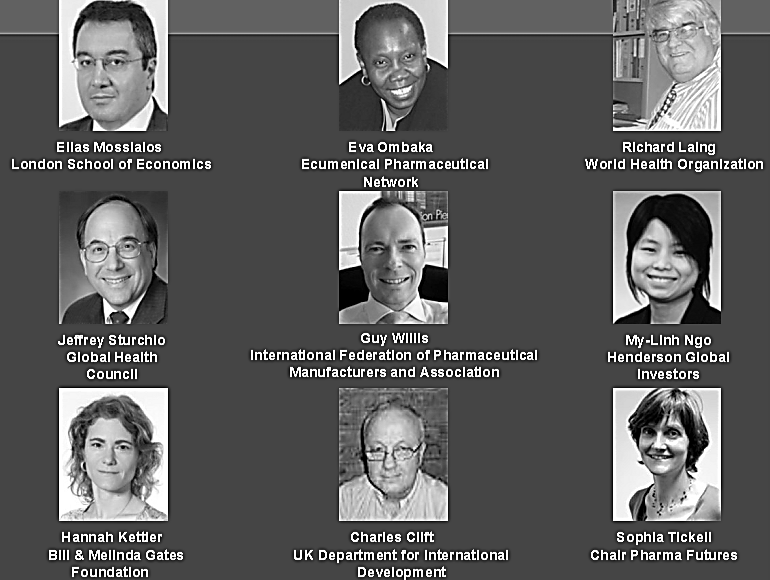 Elias Mossialos
London School of Economics
Eva Ombaka
Ecumenical Pharmaceutical
Network
Richard Laing
World Health Organization
Jeffrey Sturchio
Global Health
Council
Guy Willis
International Federation of Pharmaceutical
Manufacturers and Association
My-Linh Ngo
Henderson Global
Investors
Hannah Kettler
Bill & Melinda Gates
Foundation
Charles Clift
UK Department for International
Development
Sophia Tickell
Chair Pharma Futures